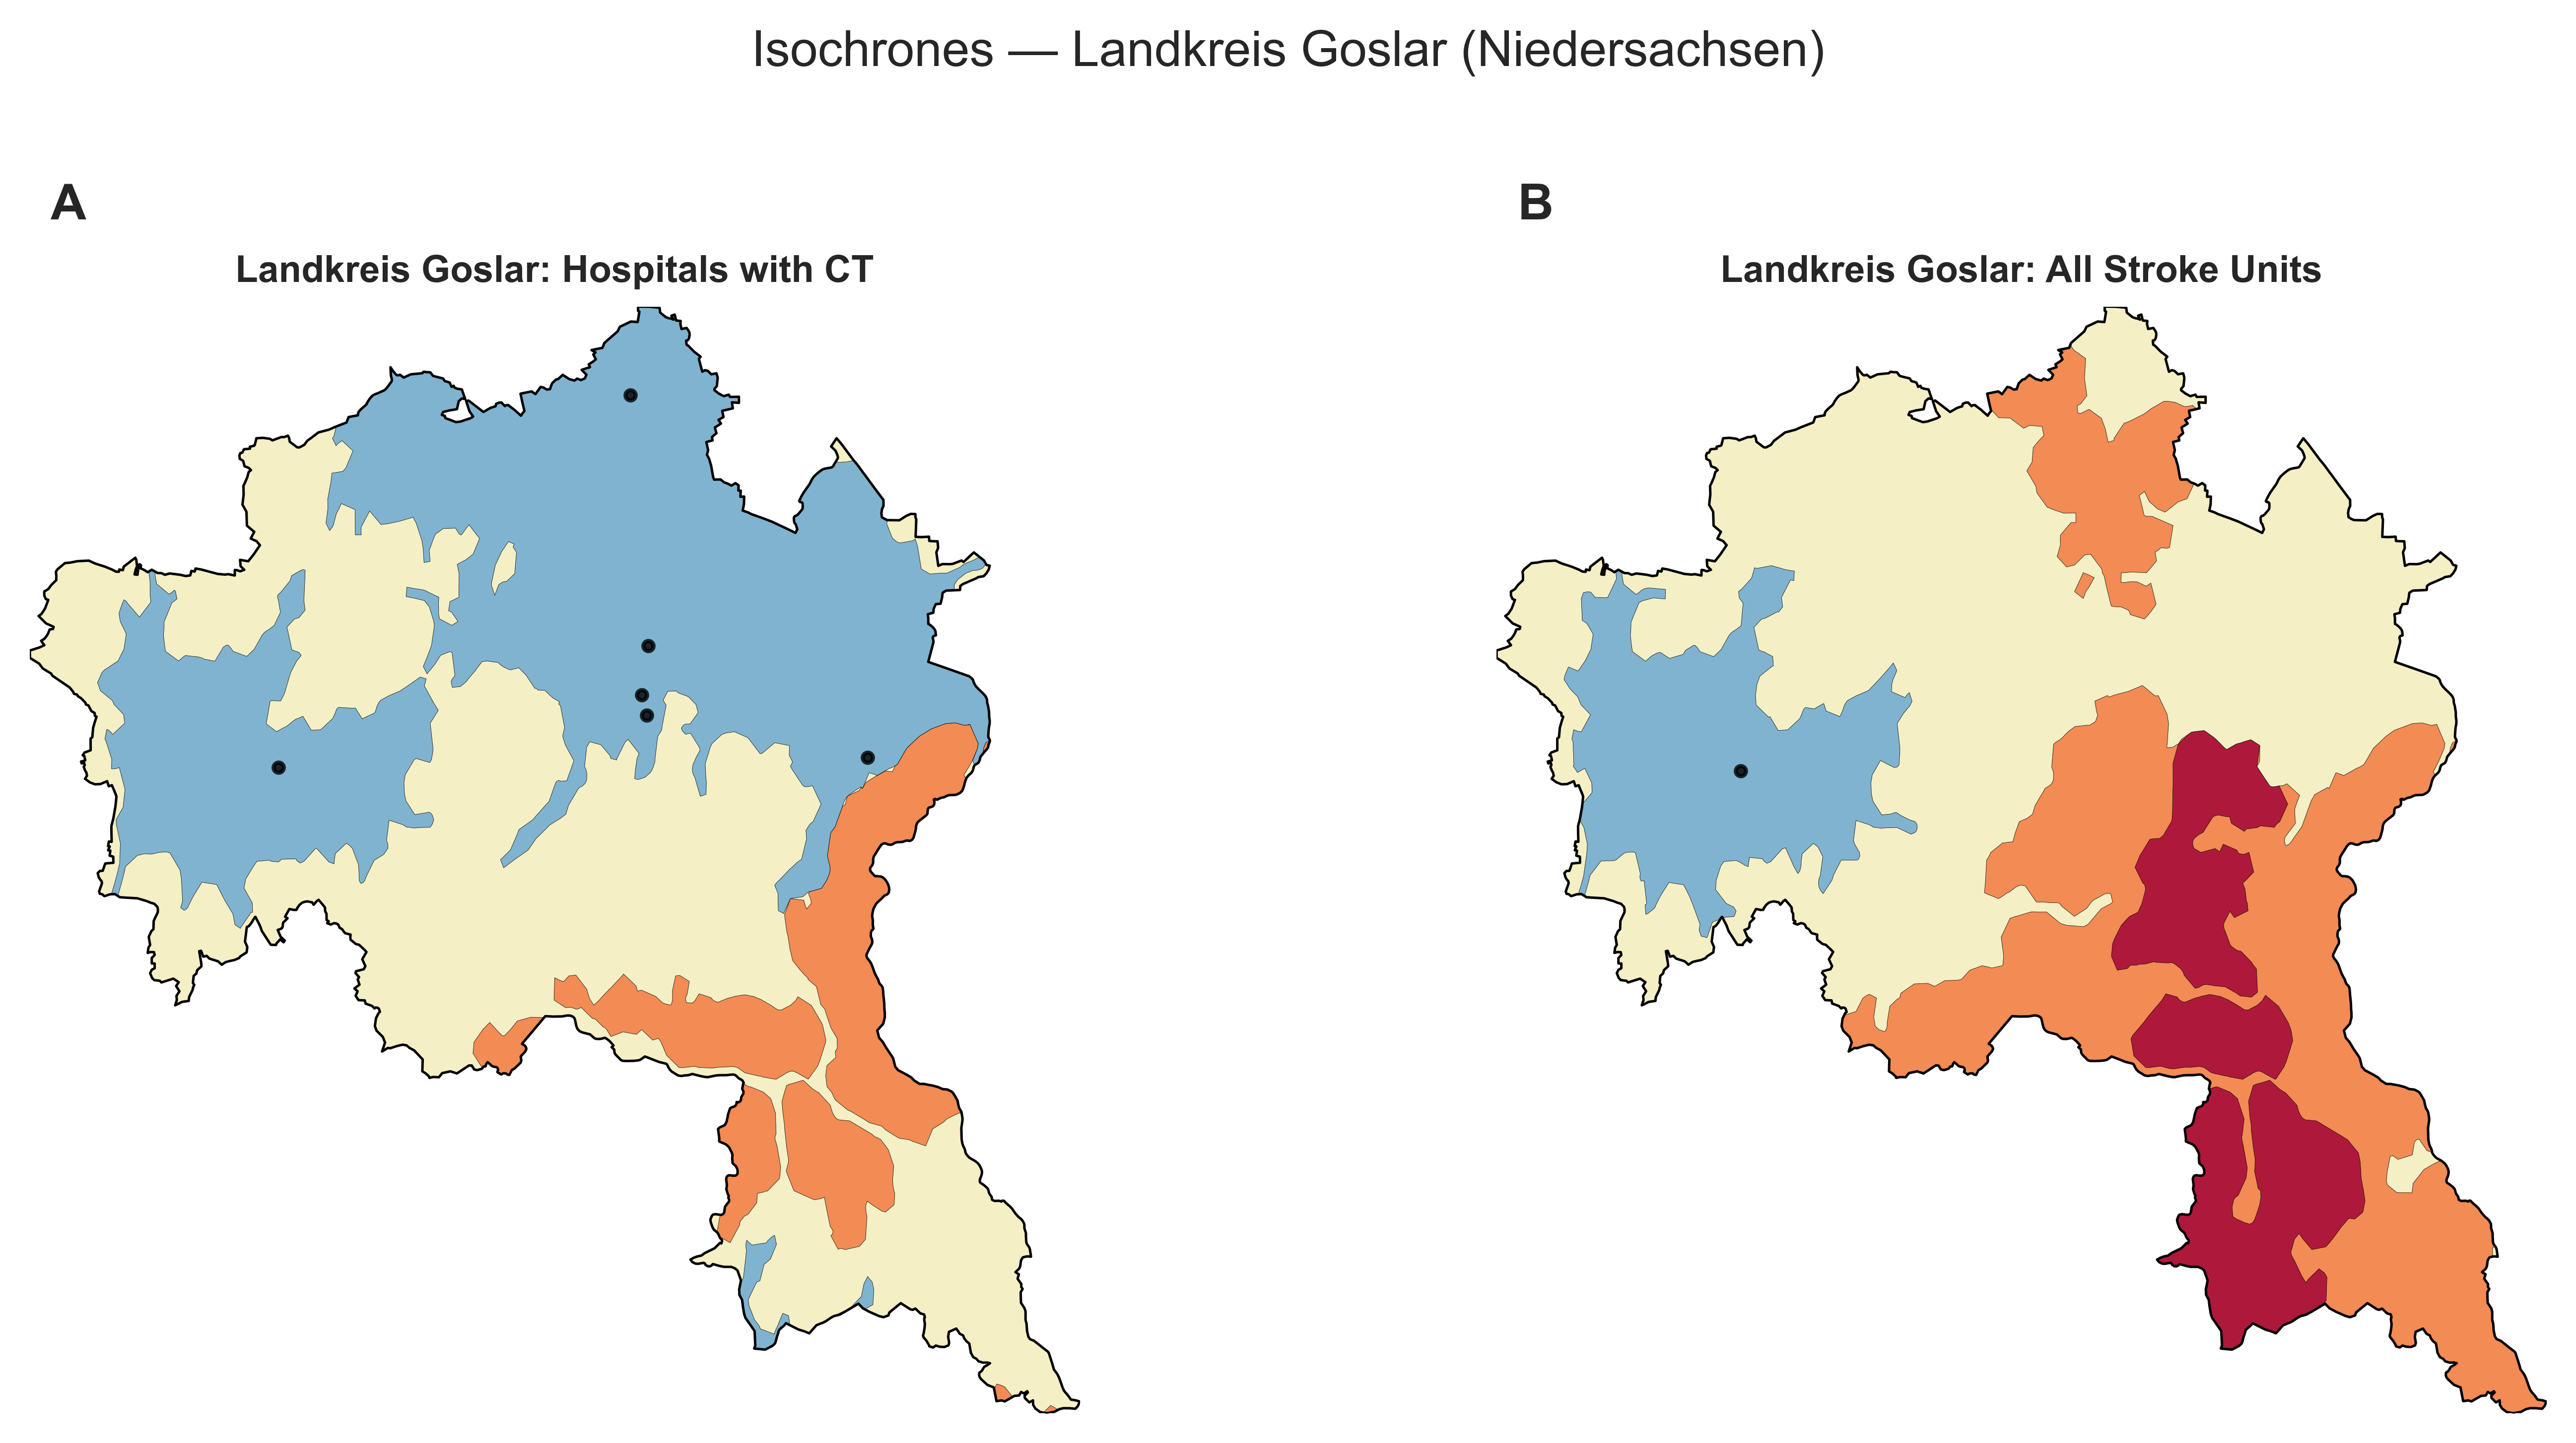 Isochrones — Landkreis Goslar (Niedersachsen)
A
B
Landkreis Goslar: Hospitals with CT
Landkreis Goslar: All Stroke Units